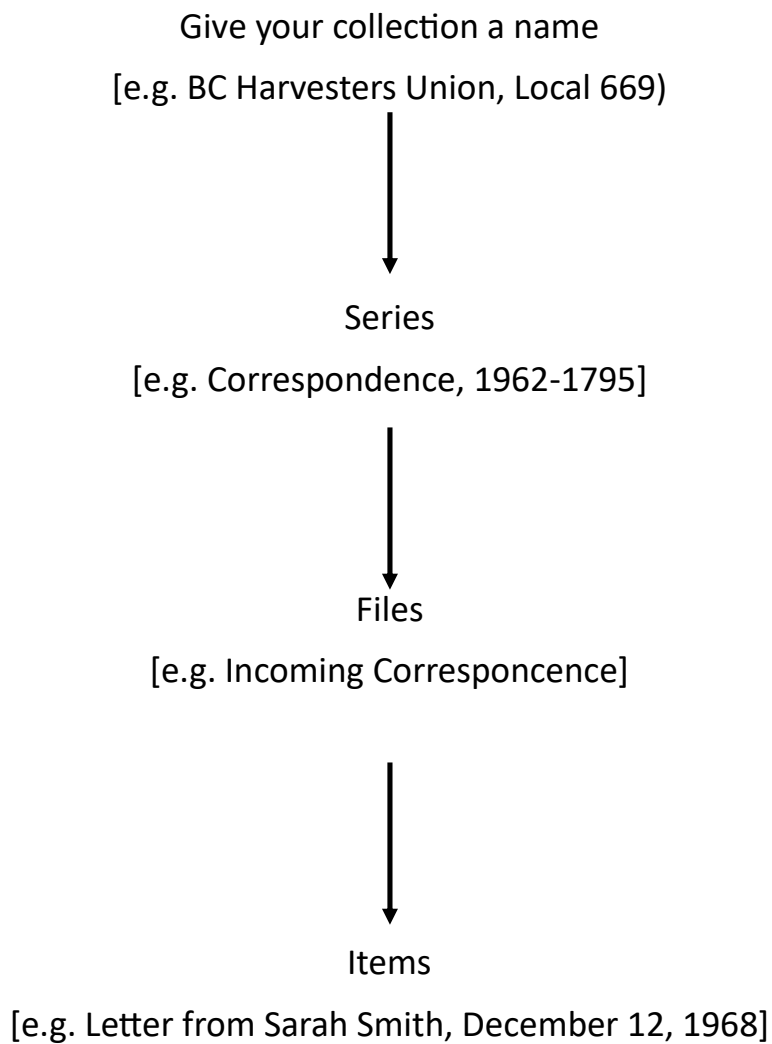 Give your collection a name
[e.g. BC Harvesters Union, Local 669)
Series
[e.g. Correspondence, 1962-1795]
Files
[e.g. Incoming Corresponcence]
Items
[e.g. Letter from Sarah Smith, December 12, 1968]